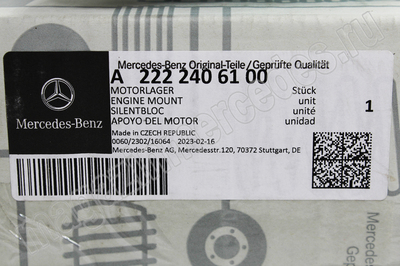 Mercedes-Benz Original-Teile/Geprüfte Qualität
A 222 240 61 00
MOTORLAGER Stück
ENGINE MOUNT unit
SILENTBLOC unité
APOYO DEL MOTOR unidad
1
Mercedes-Benz
Made in CZECH REPUBLIC
0060/2302/16064 2023-02-16
Mercedes-Benz AG, Mercedesstr.120, 70372 Stuttgart, DE